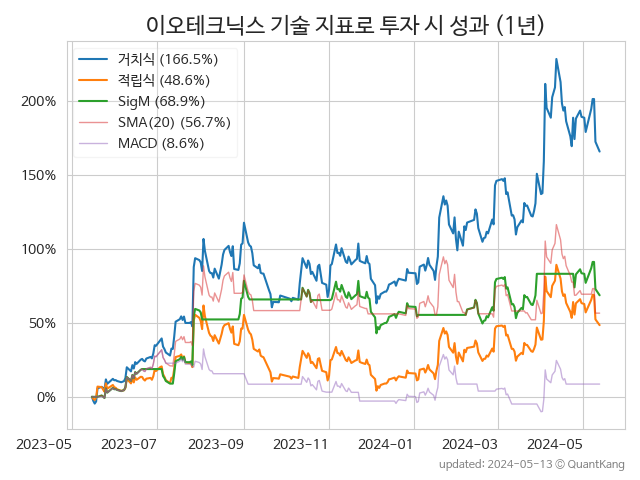 이오테크닉스 기술 지표로 투자 시 성과 (1년)
거치식 (166.5%)
적립식 (48.6%)
SigM (68.9%)
SMA(20) (56.7%)
MACD (8.6%)
200%
150%
100%
50%
0%
2023-05 2023-07 2023-09 2023-11 2024-01 2024-03 2024-05
updated: 2024-05-13 ⓒ QuantKang